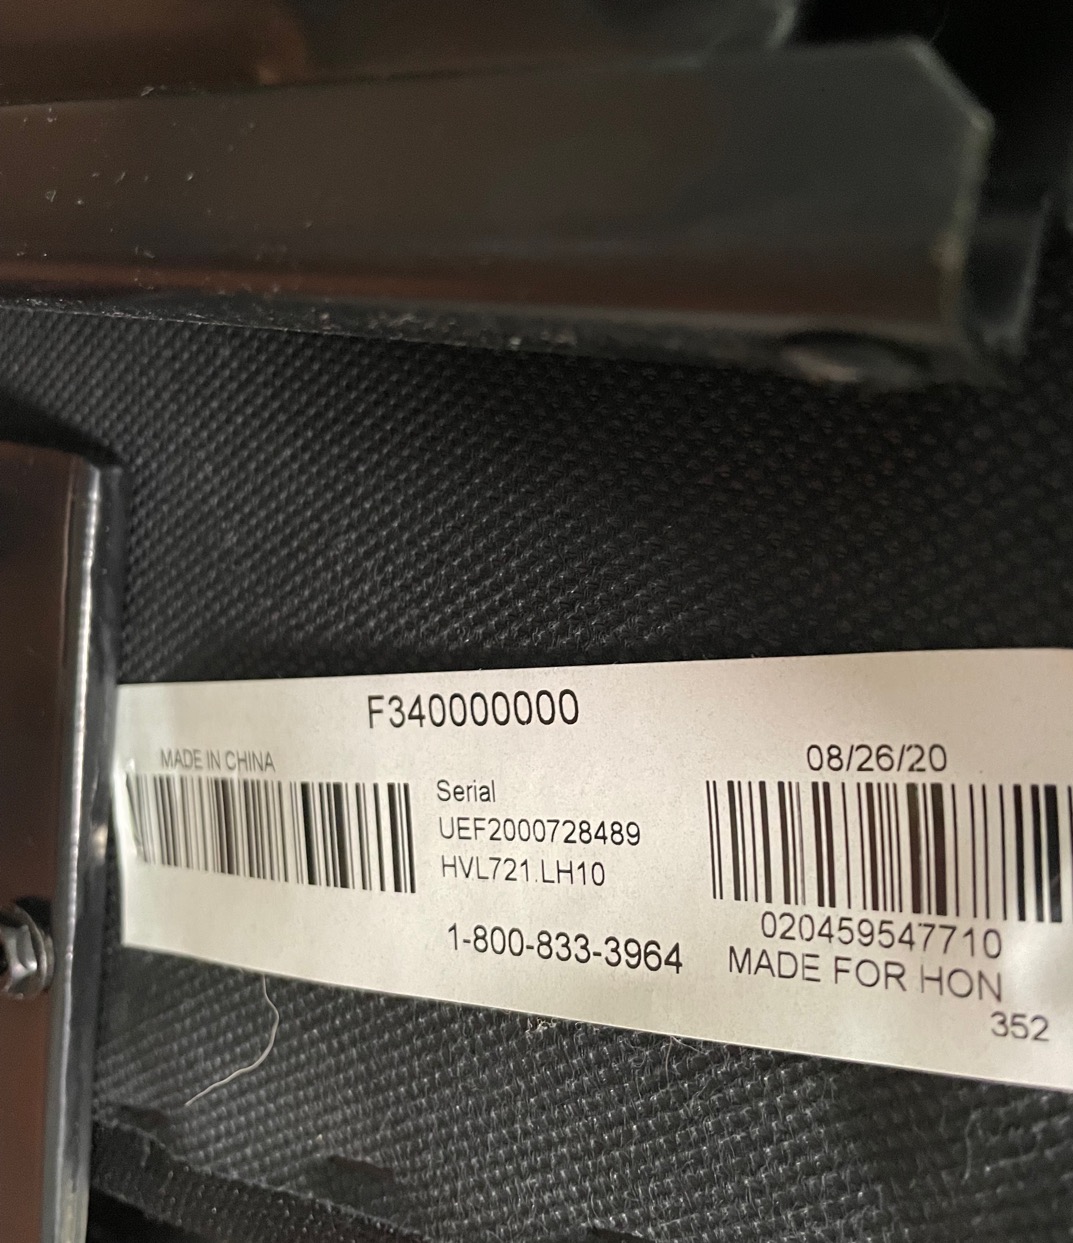 F340000000
MADE IN CHINA
08/26/20
Serial
UEF2000728489
HVL721.LH10
020459547710
1-800-833-3964
MADE FOR HON
352